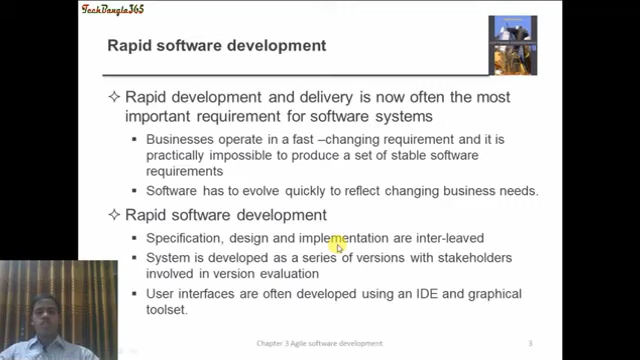 TechBangla365
Rapid software development
Rapid development and delivery is now often the most
important requirement for software systems
Businesses operate in a fast –changing requirement and it is
practically impossible to produce a set of stable software
requirements
Software has to evolve quickly to reflect changing business needs.
Rapid software development
Specification, design and implementation are inter-leaved
System is developed as a series of versions with stakeholders
involved in version evaluation
User interfaces are often developed using an IDE and graphical
toolset.
Chapter 3 Agile software development
3